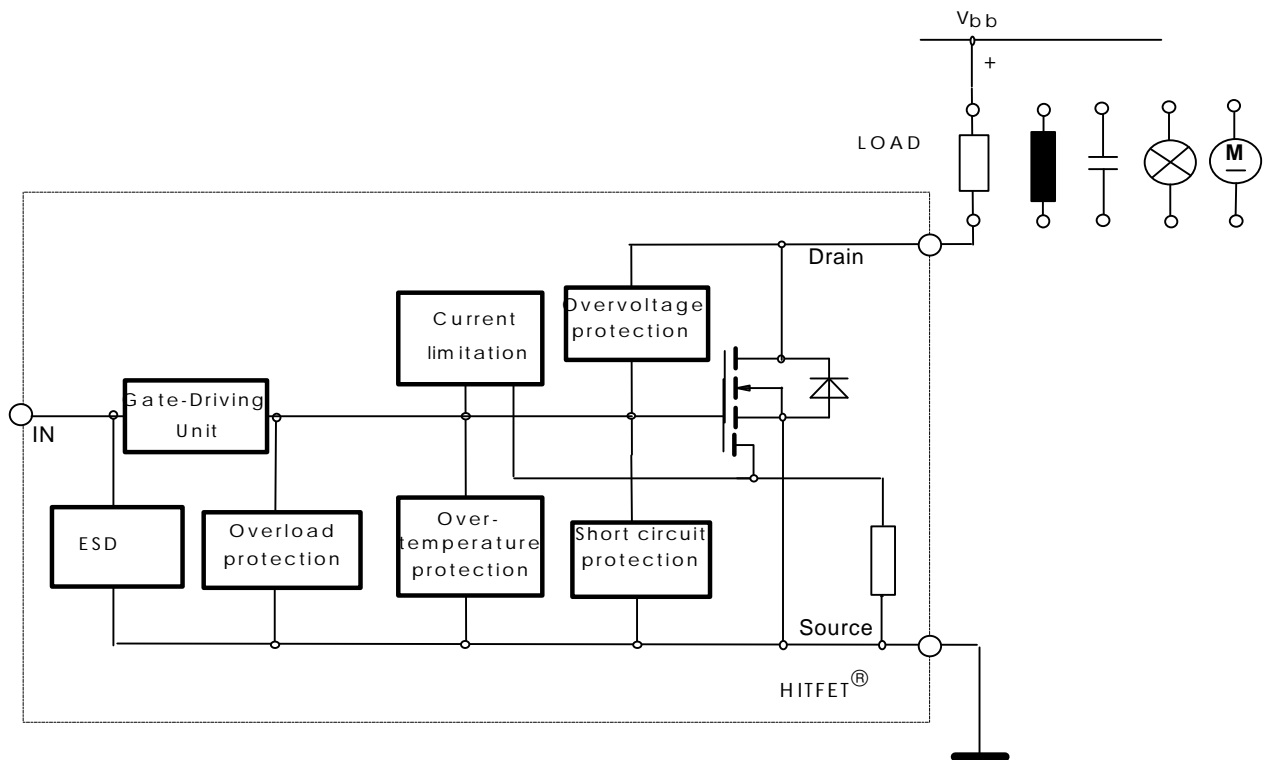 Vbb
+
LOAD
M
Drain
Overvoltage
protection
Current
limitation
Gate-Driving
Unit
IN
ESD
Overload
protection
Over-
temperature
protection
Short circuit
protection
Source
HITFET®